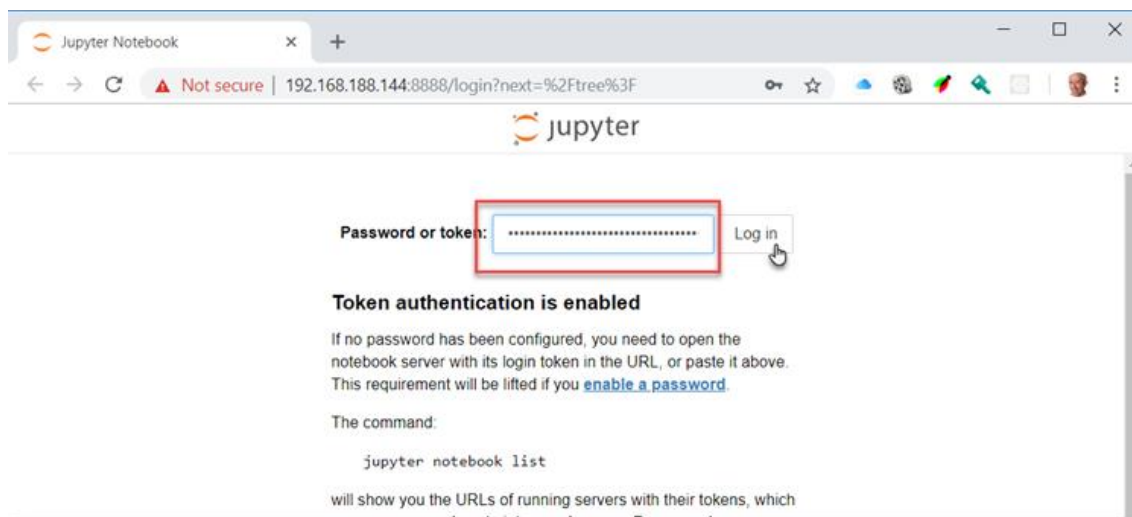 Jupyter Notebook
Not secure | 192.168.188.144:8888/login?next=%2Ftree%3F
jupyter
Password or token: Log in
Token authentication is enabled
If no password has been configured, you need to open the
notebook server with its login token in the URL, or paste it above.
This requirement will be lifted if you enable a password.
The command:
jupyter notebook list
will show you the URLs of running servers with their tokens, which